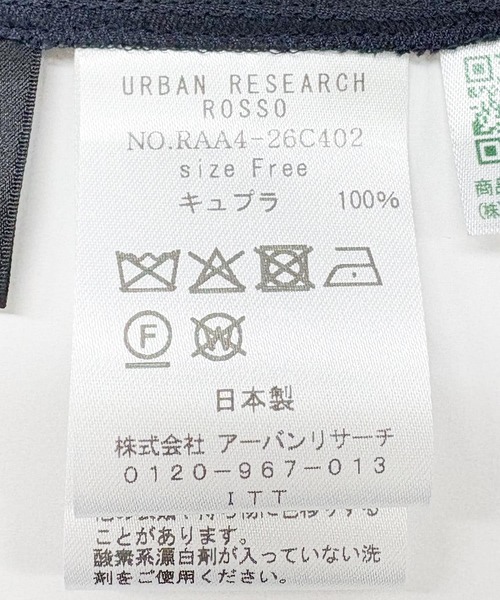 URBAN RESEARCH
ROSSO
NO.RAA4-26C402
size Free
キュプラ 100%
F W
日本製
株式会社 アーバンリサーチ
0120-967-013
ITT
ことがあります。
酸素系漂白剤が入っていない洗
剤をご使用ください。
商品
(株)